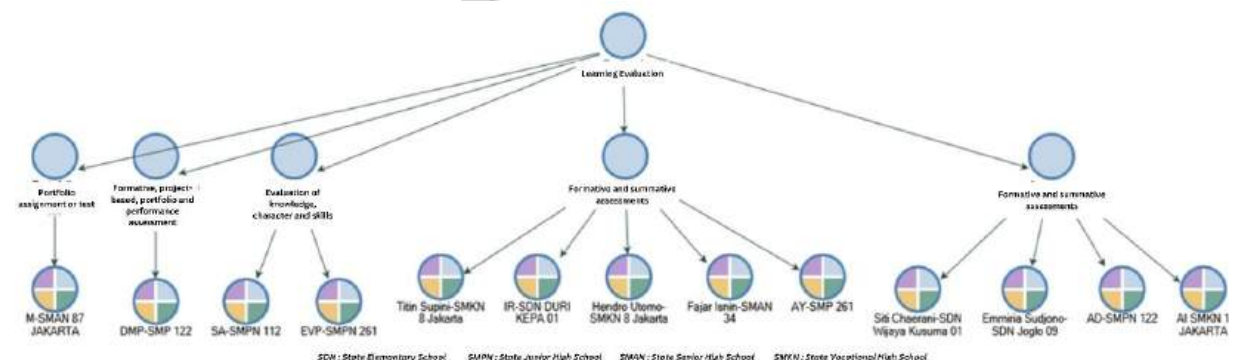 Learning Evaluation
Portfolio
assignment or test
Formative, project-
based, portfolio and
performance
assessment
Evaluation of
knowledge,
character and skills
Formative and summative
assessments
Formative and summative
assessments
M-SMAN 87
JAKARTA
DMP-SMP 122
SA-SMPN 112
EVP-SMPN 261
Titin Supini-SMKN
8 Jakarta
IR-SDN DURI
KEPA 01
Hendro Utomo-
SMKN 8 Jakarta
Fajar Isnin-SMAN
34
AY-SMP 261
Siti Chaerani-SDN
Wijaya Kusuma 01
Emminia Sudjono-
SDN Joglo 09
AD-SMPN 122
AI SMKN 1
JAKARTA
SDN : State Elementary School SMPN : State Junior High School SMAN : State Senior High School SMKN : State Vocational High School